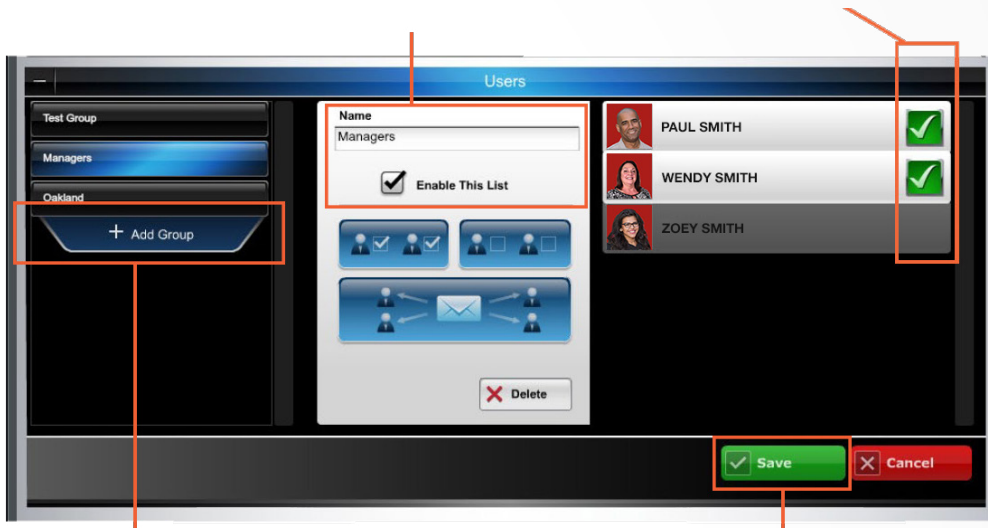 Users
Test Group
Managers
Oakland
+ Add Group
Name
Managers
Enable This List
Delete
PAUL SMITH
WENDY SMITH
ZOEY SMITH
Save
Cancel